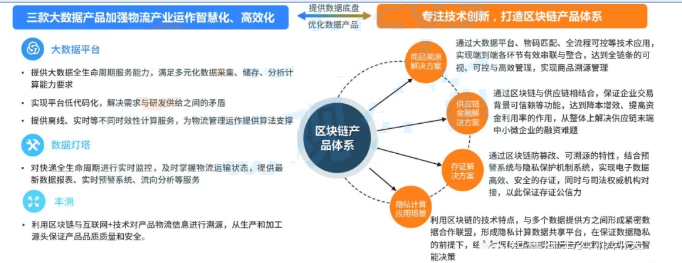 三款大数据产品加强物流产业运作智慧化、高效化
提供数据底盘
优化数据产品
专注技术创新，打造区块链产品体系
大数据平台
• 提供大数据全生命周期服务能力，满足多元化数据采集、储存、分析计
算能力要求
• 实现平台低代码化，解决需求与研发供给之间的矛盾
• 提供离线、实时等不同时效性计算服务，为物流管理运作提供算法支撑
数据灯塔
• 对快递全生命周期进行实时监控，及时掌握物流运输状态，提供最
新数据报表、实时预警系统、流向分析等服务
丰溯
• 利用区块链与互联网+技术对产品物流信息进行溯源，从生产和加工
源头保证产品品质质量和安全。
区块链产
品体系
商品溯源
解决方案
通过大数据平台、物码匹配、全流程可控等技术应用，
实现端到端各环节有效串联与整合，达到全链条的可
视、可控与高效管理，实现商品溯源管理
供应链
金融解
决方案
通过区块链与供应链相结合，保证企业交易
背景可信赖等功能，达到降本增效、提高资
金利用率的作用，从整体上解决供应链末端
中小微企业的融资难题
存证解
决方案
通过区块链防篡改、可溯源的特性，结合预
警系统与隐私保护机制系统，实现电子数据
高效、安全的存证，同时与司法权威机构对
接，以此保证存证公信力
隐私计算
应用场景
利用区块链的技术特点，与多个数据提供方之间形成紧密数
据合作联盟，形成隐私计算数据共享平台，在保证数据隐私
的前提下，
能决策